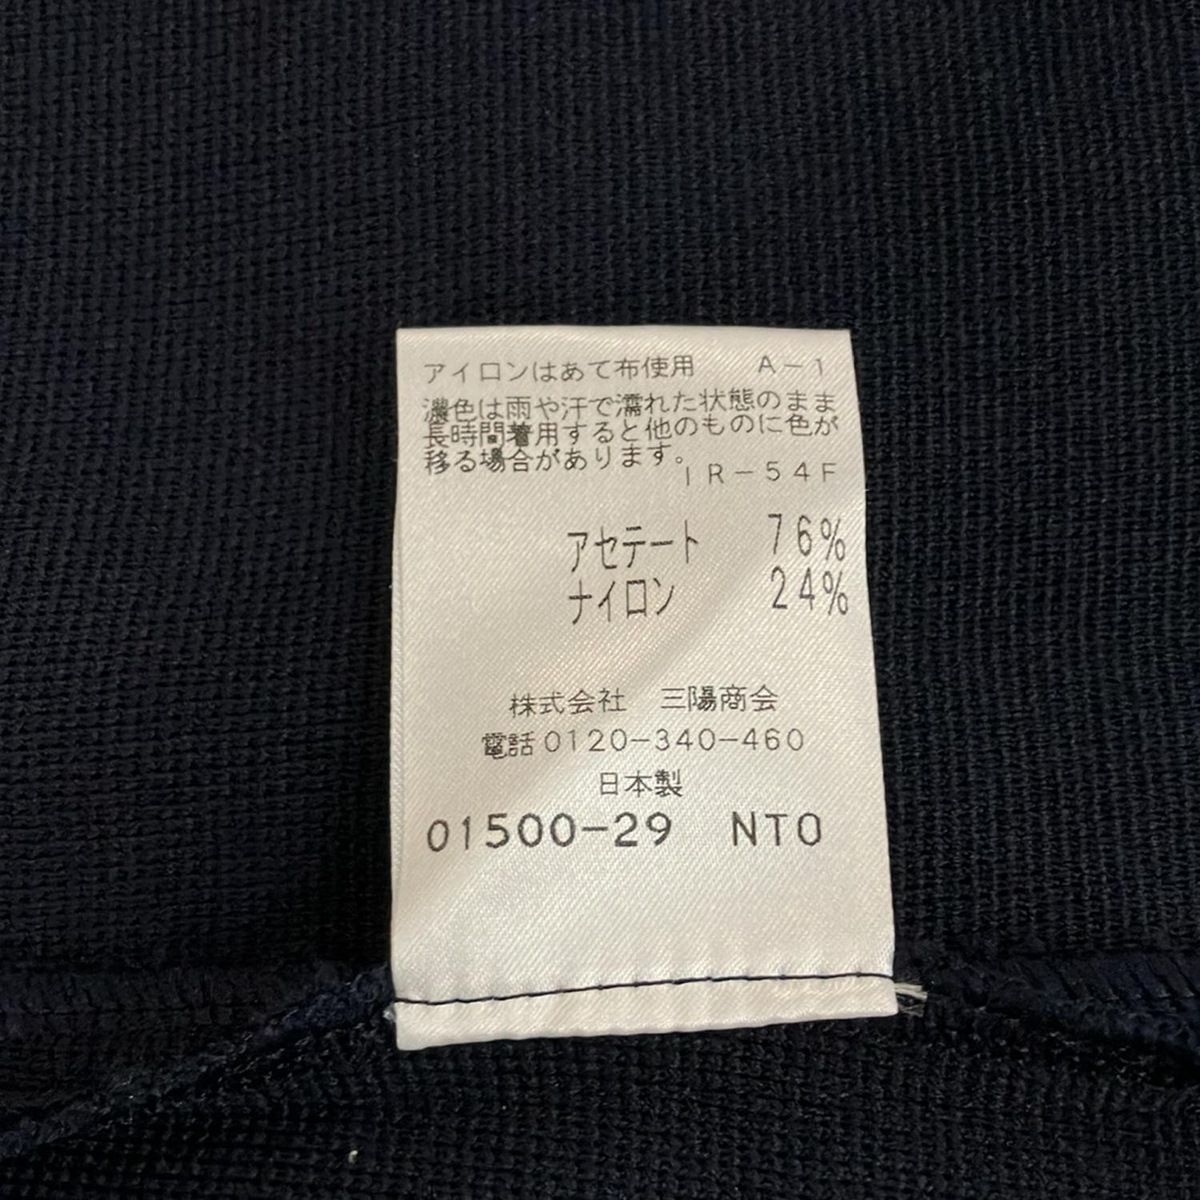 アイロンはあて布使用 A-1
濃色は雨や汗で濡れた状態のまま
長時間着用すると他のものに色が
移る場合があります。
IR-54F
アセテート 76%
ナイロン 24%
株式会社 三陽商会
電話0120-340-460
日本製
01500-29 NTO